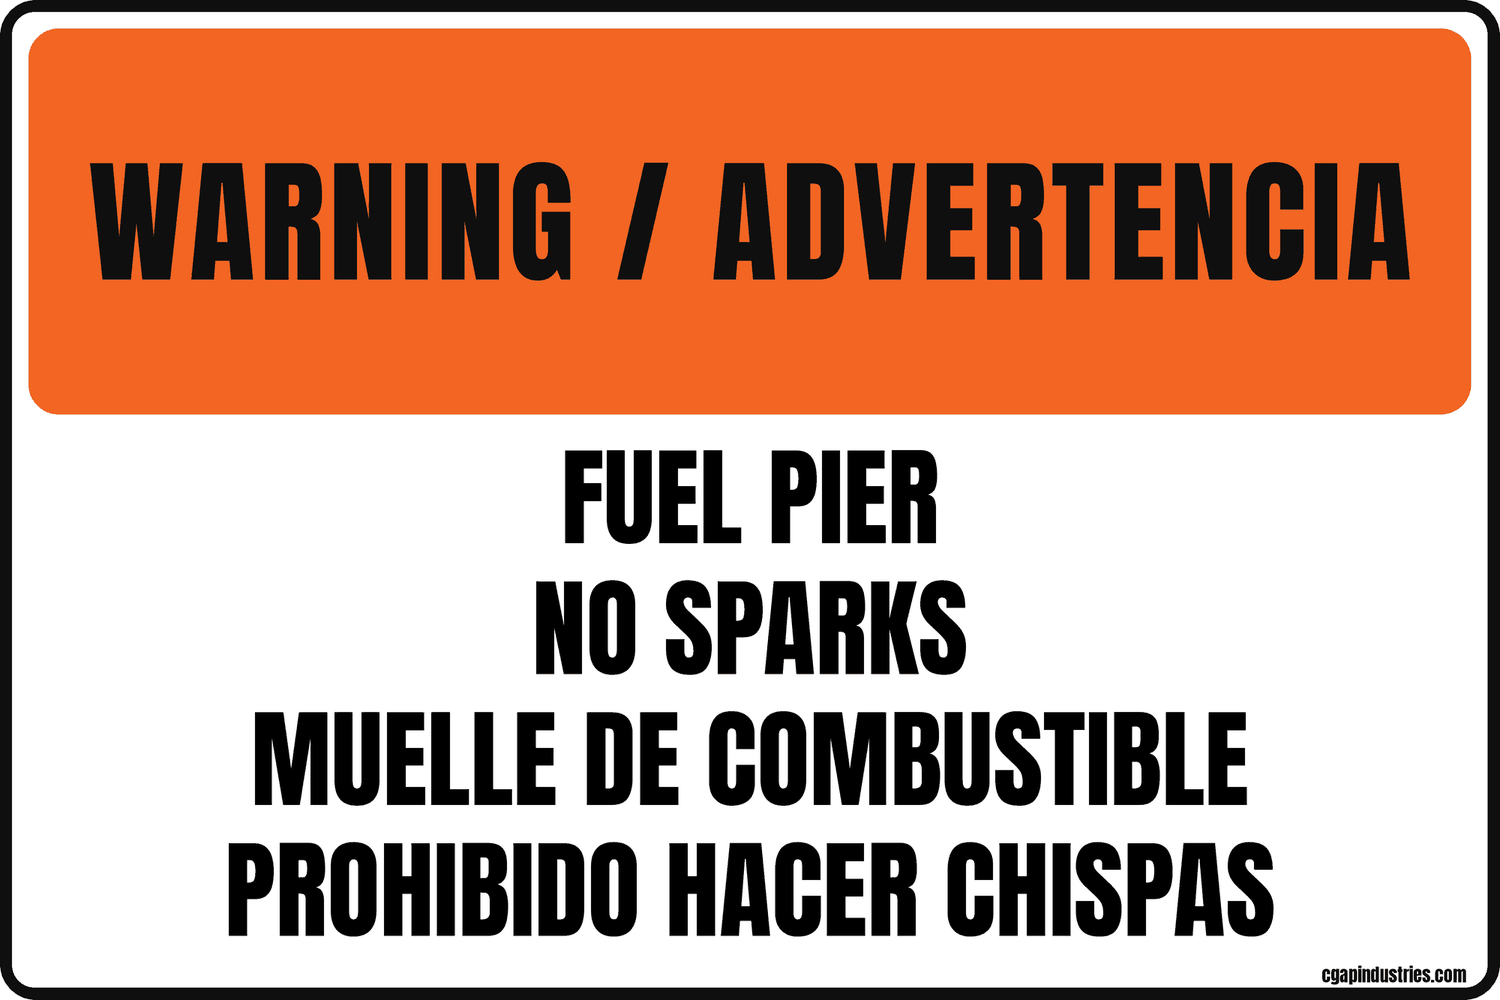 WARNING / ADVERTENCIA
FUEL PIER
NO SPARKS
MUELLE DE COMBUSTIBLE
PROHIBIDO HACER CHISPAS
cgapindustries.com